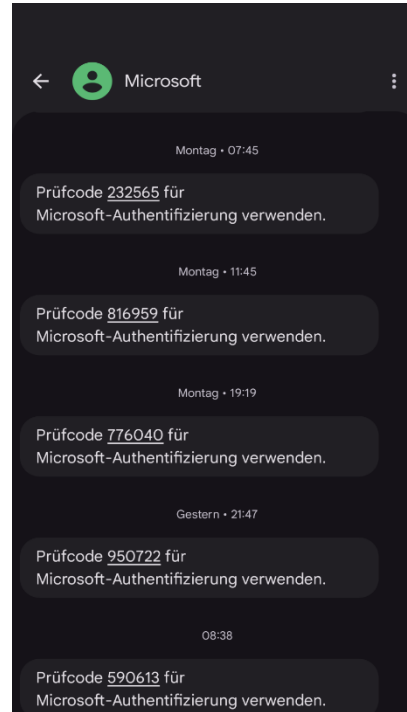 Microsoft
Montag • 07:45
Prüfcode 232565 für
Microsoft-Authentifizierung verwenden.
Montag • 11:45
Prüfcode 816959 für
Microsoft-Authentifizierung verwenden.
Montag • 19:19
Prüfcode 776040 für
Microsoft-Authentifizierung verwenden.
Gestern • 21:47
Prüfcode 950722 für
Microsoft-Authentifizierung verwenden.
08:38
Prüfcode 590613 für
Microsoft-Authentifizierung verwenden.